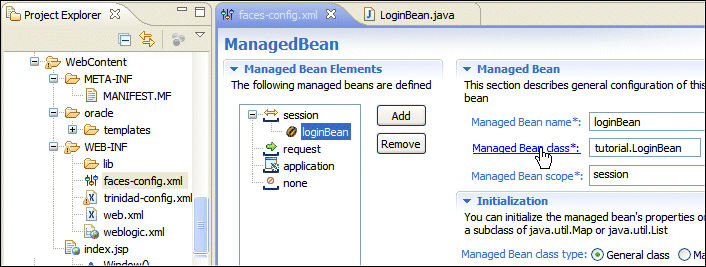 Project Explorer
WebContent
META-INF
MANIFEST.MF
oracle
templates
WEB-INF
lib
faces-config.xml
trinidad-config.xml
web.xml
weblogic.xml
index.jsp
Window()
faces-config.xml
LoginBean.java
ManagedBean
Managed Bean Elements
The following managed beans are defined
session
loginBean
request
application
none
Add
Remove
Managed Bean
This section describes general configuration of this
bean
Managed Bean name*: loginBean
Managed Bean class*: tutorial.LoginBean
Managed Bean scope*: session
Initialization
You can initialize the managed bean's properties or
a subclass of java.util.Map or java.util.List
Managed Bean class type: General class Ma